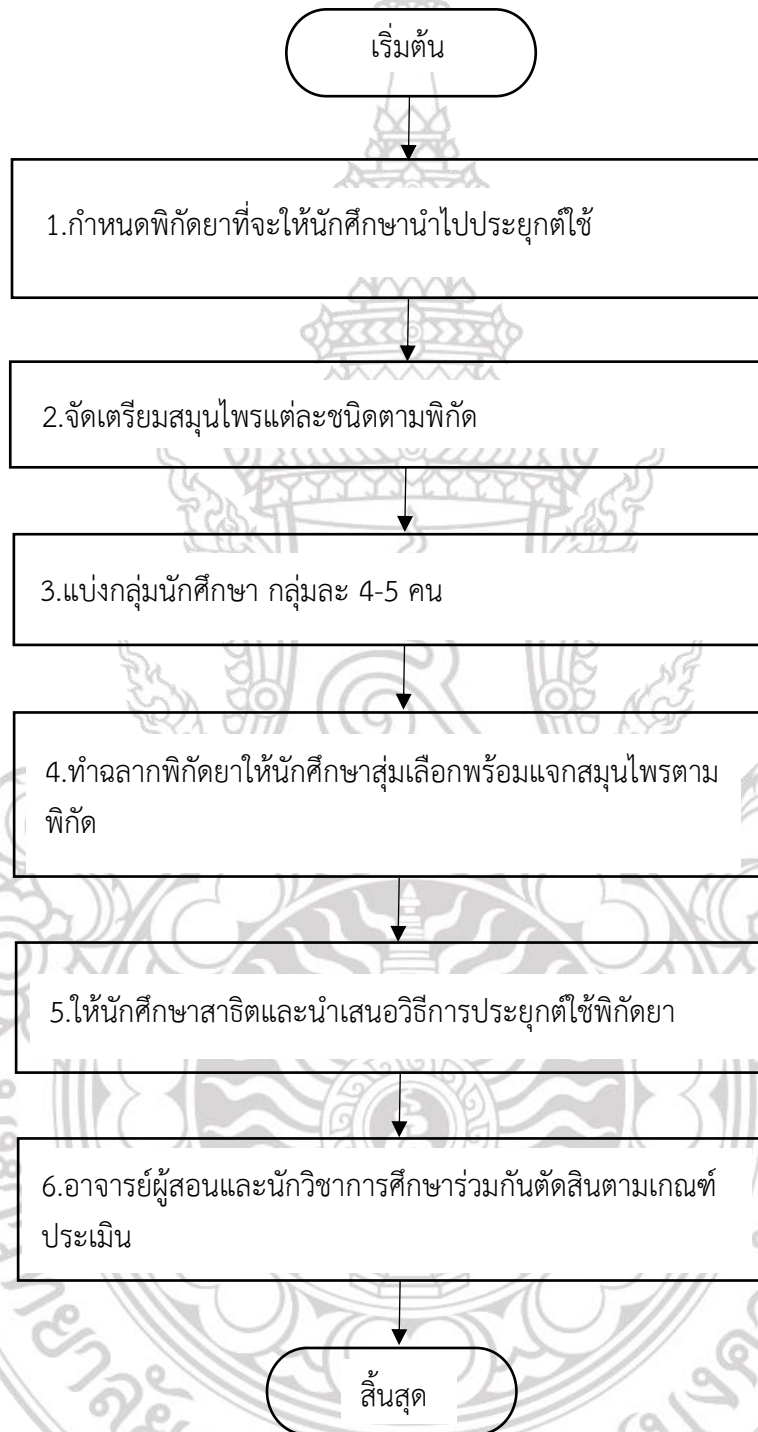 เริ่มต้น
1.กำหนดพิกัดยาที่จะให้นักศึกษานำไปประยุกต์ใช้
2.จัดเตรียมสมุนไพรแต่ละชนิดตามพิกัด
3.แบ่งกลุ่มนักศึกษา กลุ่มละ 4-5 คน
4.ทำฉลากพิกัดยาให้นักศึกษาสุ่มเลือกพร้อมแจกสมุนไพรตาม
พิกัด
5.ให้นักศึกษาสาธิตและนำเสนอวิธีการประยุกต์ใช้พิกัดยา
6.อาจารย์ผู้สอนและนักวิชาการศึกษาร่วมกันตัดสินตามเกณฑ์
ประเมิน
สิ้นสุด